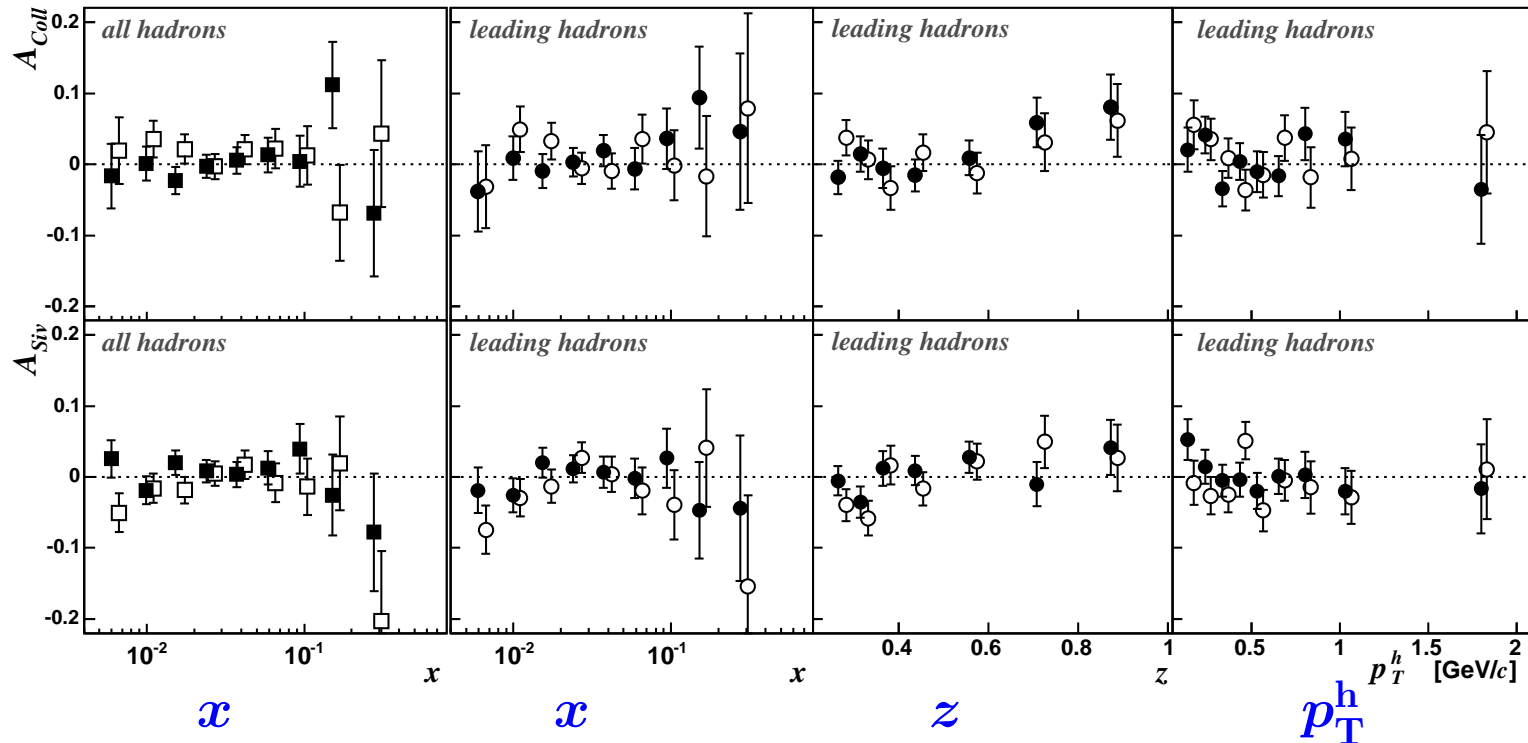 A_Coll
0.2 all hadrons leading hadrons leading hadrons leading hadrons
0.1
0
-0.1
-0.2
A_Siv
0.2 all hadrons leading hadrons leading hadrons leading hadrons
0.1
0
-0.1
-0.2
10^-2 10^-1 10^-2 10^-1 0.4 0.6 0.8 1 0.5 1 1.5 2
x x z p_T^h [GeV/c]
x x z p_T^h